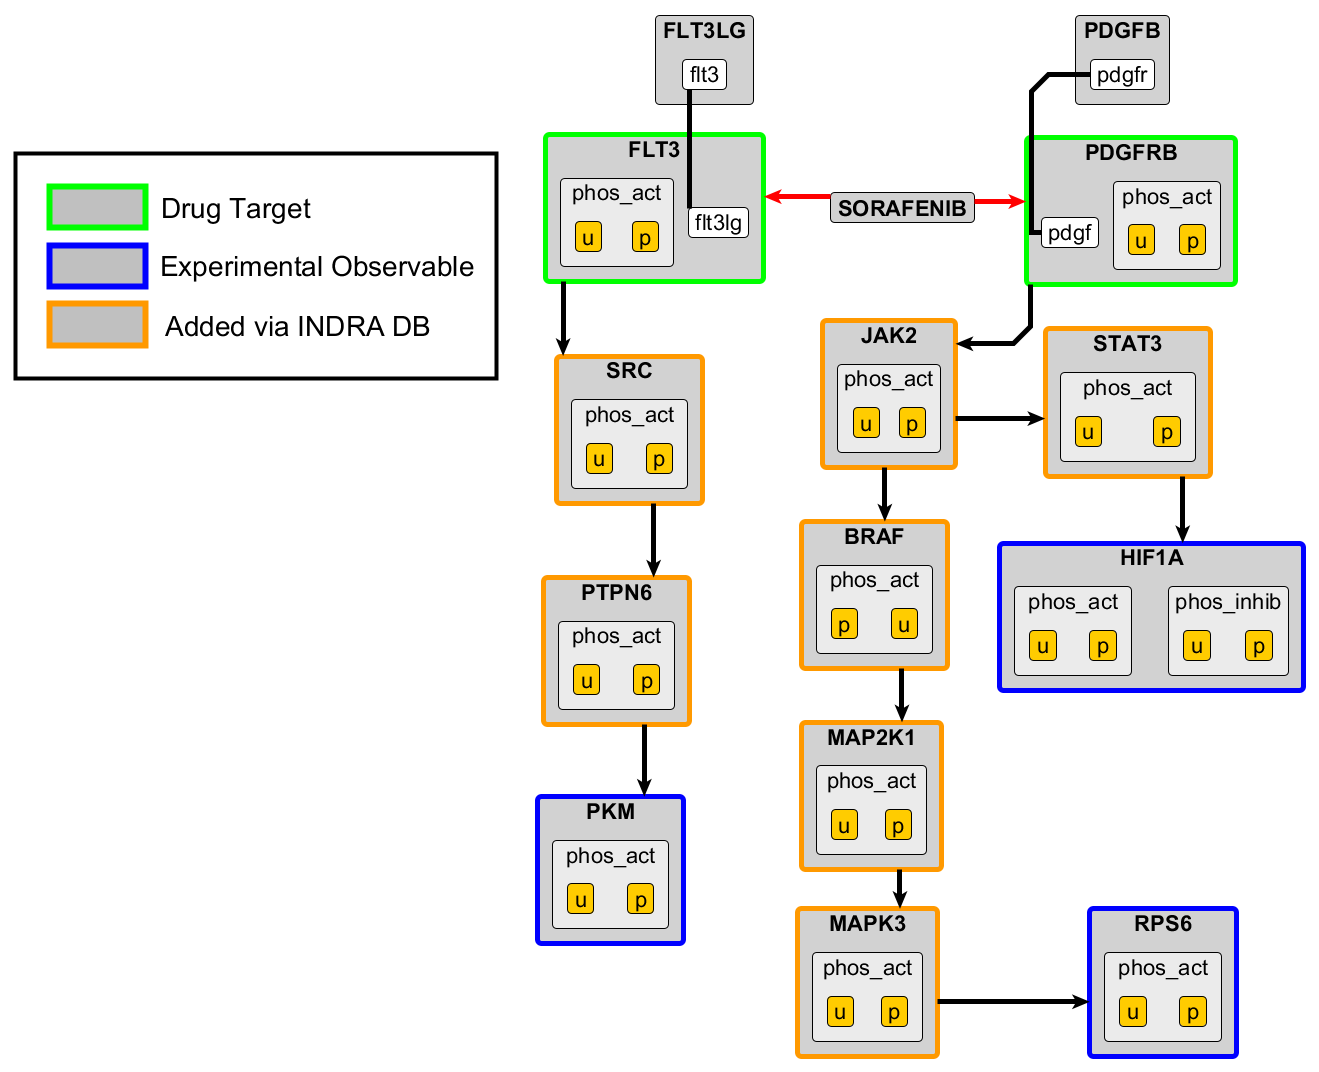 FLT3LG
flt3
PDGFB
pdgfr
Drug Target
Experimental Observable
Added via INDRA DB
FLT3
phos_act
u p
flt3lg
SORAFENIB
PDGFRB
phos_act
u p
pdgf
SRC
phos_act
u p
JAK2
phos_act
u p
STAT3
phos_act
u p
PTPN6
phos_act
u p
BRAF
phos_act
p u
HIF1A
phos_act phos_inhib
u p u p
MAP2K1
phos_act
u p
PKM
phos_act
u p
MAPK3
phos_act
u p
RPS6
phos_act
u p